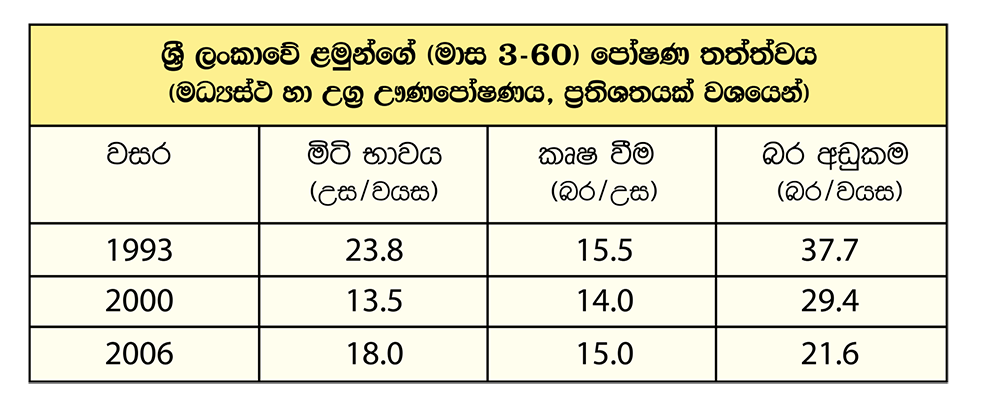 ශ්‍රී ලංකාවේ ළමුන්ගේ (මාස 3-60) පෝෂණ තත්ත්වය
(මධ්‍යස්ථ හා උග්‍ර ඌණපෝෂණය, ප්‍රතිශතයක් වශයෙන්)
වසර මිටි භාවය කෘෂ වීම බර අඩුකම
(උස/වයස) (බර/උස) (බර/වයස)
1993 23.8 15.5 37.7
2000 13.5 14.0 29.4
2006 18.0 15.0 21.6